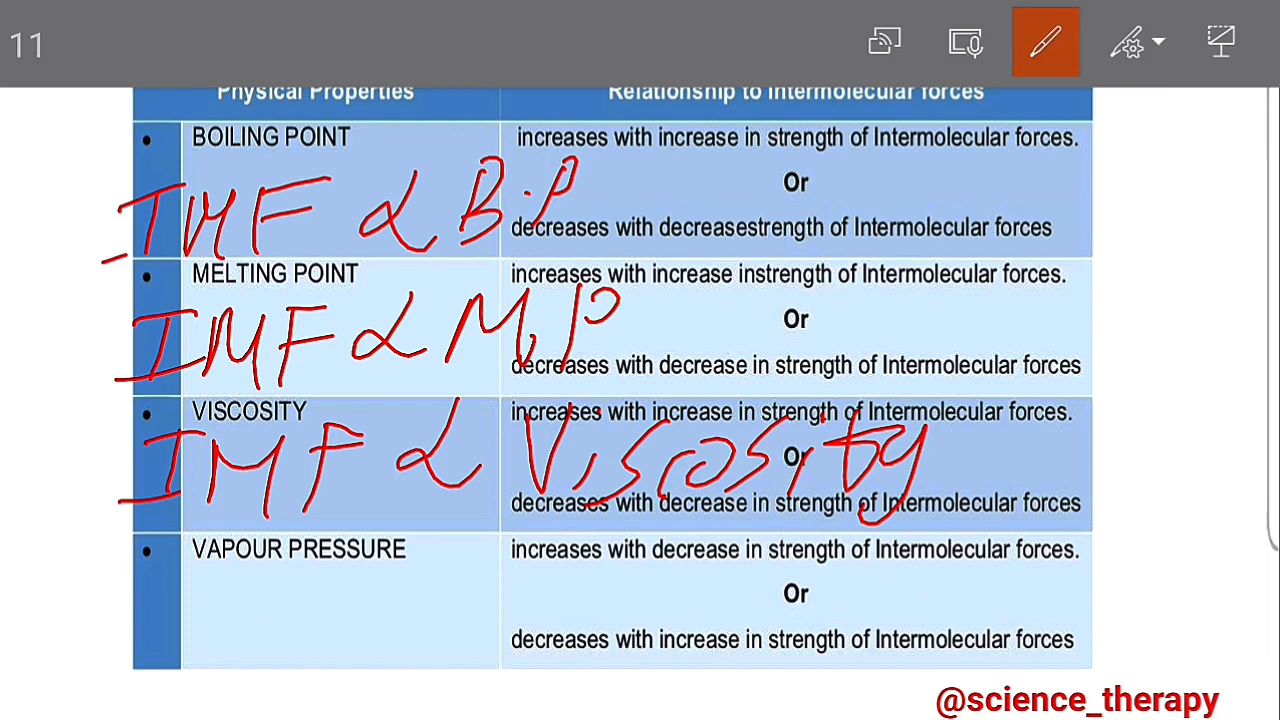 11
Physical Properties Relationship to Intermolecular forces
• BOILING POINT increases with increase in strength of Intermolecular forces.
Or
IMF ∝ B.P
decreases with decreasestrength of Intermolecular forces
• MELTING POINT increases with increase instrength of Intermolecular forces.
Or
IMF ∝ M.P
decreases with decrease in strength of Intermolecular forces
• VISCOSITY increases with increase in strength of Intermolecular forces.
Or
IMF ∝ Viscosity
decreases with decrease in strength of Intermolecular forces
• VAPOUR PRESSURE increases with decrease in strength of Intermolecular forces.
Or
decreases with increase in strength of Intermolecular forces
@science_therapy